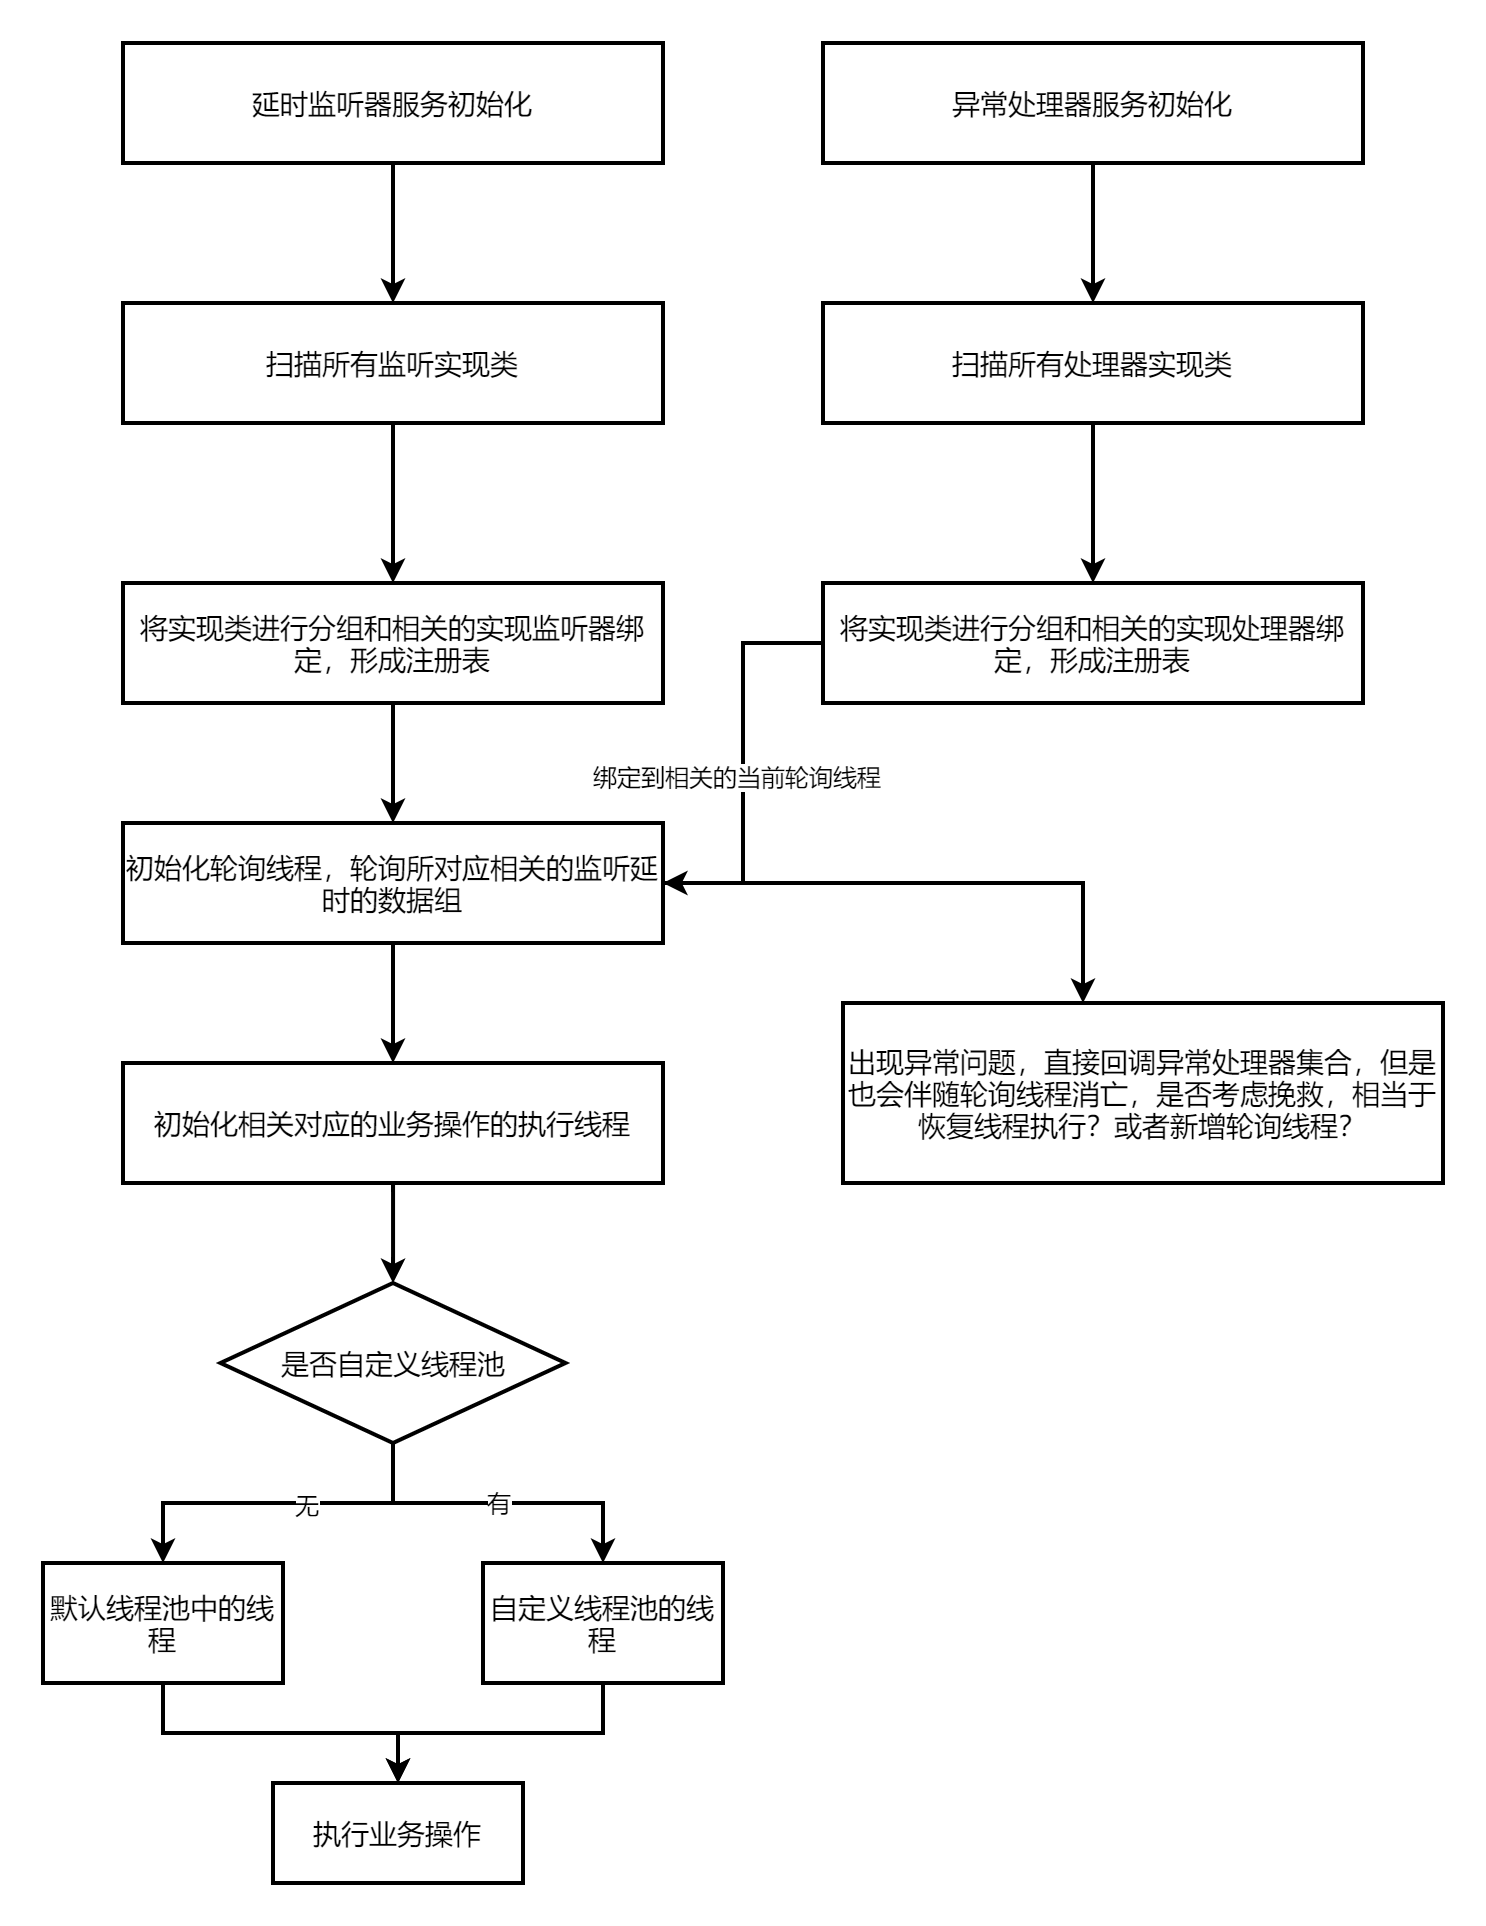 延时监听器服务初始化
异常处理器服务初始化
扫描所有监听实现类
扫描所有处理器实现类
将实现类进行分组和相关的实现监听器绑
定，形成注册表
将实现类进行分组和相关的实现处理器绑
定，形成注册表
绑定到相关的当前轮询线程
初始化轮询线程，轮询所对应相关的监听延
时的数据组
出现异常问题，直接回调异常处理器集合，但是
也会伴随轮询线程消亡，是否考虑挽救，相当于
恢复线程执行？或者新增轮询线程？
初始化相关对应的业务操作的执行线程
是否自定义线程池
无
有
默认线程池中的线
程
自定义线程池的线
程
执行业务操作